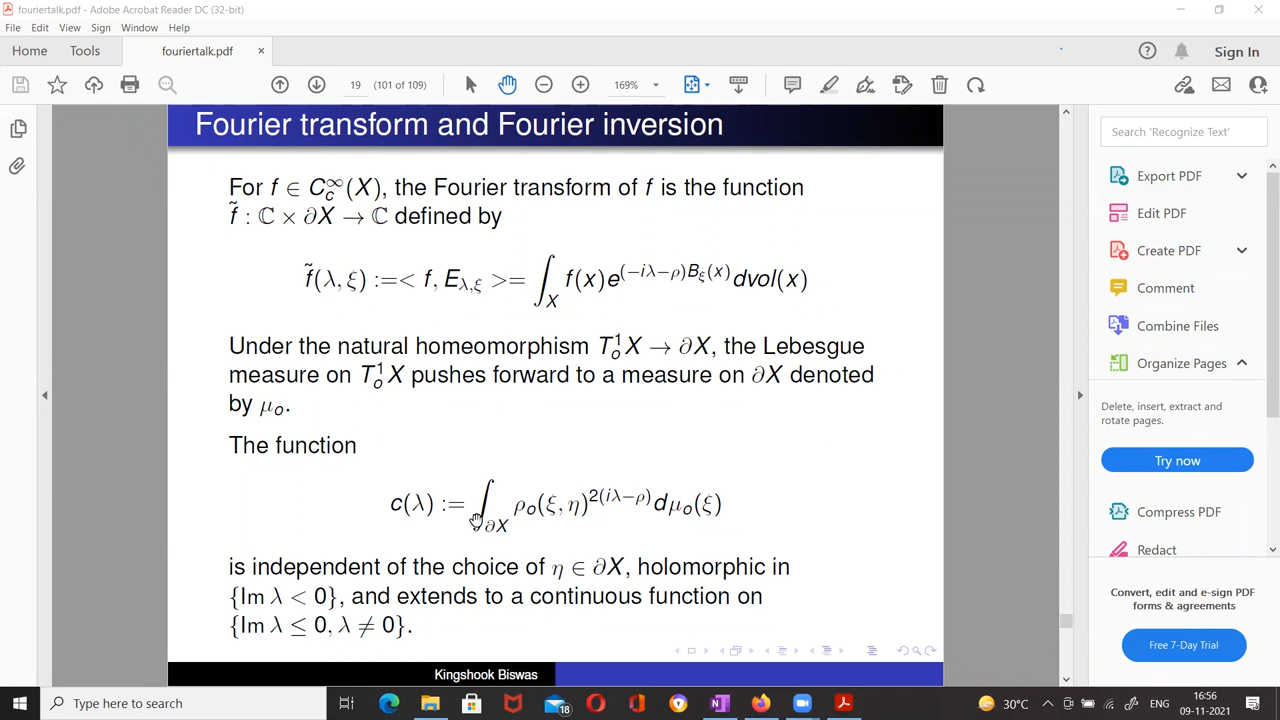 fouriertalk.pdf - Adobe Acrobat Reader DC (32-bit)
File Edit View Sign Window Help
Home Tools fouriertalk.pdf × Sign In
19 (101 of 109) 169%
Fourier transform and Fourier inversion
For f ∈ C_c^∞(X), the Fourier transform of f is the function
f̃ : ℂ × ∂X → ℂ defined by
f̃(λ, ξ) :=< f, E_{λ,ξ} >= ∫_X f(x)e^{(−iλ−ρ)B_ξ(x)}dvol(x)
Under the natural homeomorphism T_o^1X → ∂X, the Lebesgue
measure on T_o^1X pushes forward to a measure on ∂X denoted
by μ_o.
The function
c(λ) := ∫_{∂X} ρ_o(ξ, η)^{2(iλ−ρ)}dμ_o(ξ)
is independent of the choice of η ∈ ∂X, holomorphic in
{Im λ < 0}, and extends to a continuous function on
{Im λ ≤ 0, λ ≠ 0}.
Kingshook Biswas
Search 'Recognize Text'
Export PDF
Edit PDF
Create PDF
Comment
Combine Files
Organize Pages
Delete, insert, extract and
rotate pages.
Try now
Compress PDF
Redact
Convert, edit and e-sign PDF
forms & agreements
Free 7-Day Trial
Type here to search
18
30°C
ENG
16:56
09-11-2021